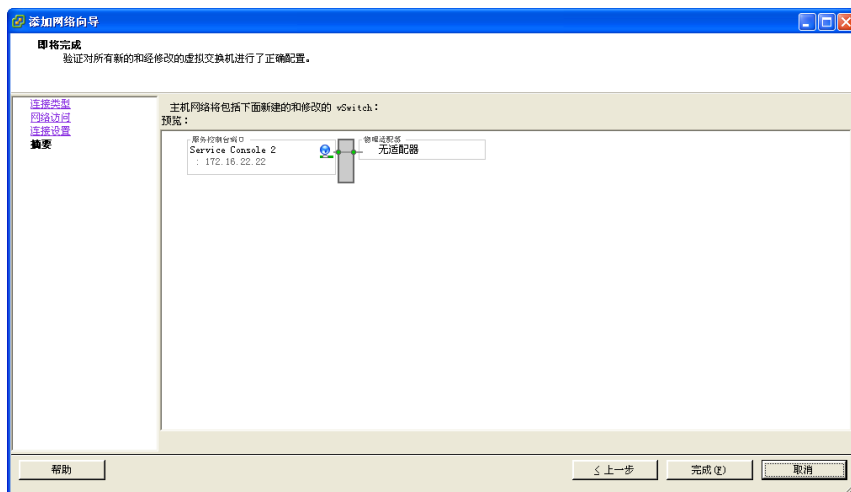 添加网络向导
即将完成
验证对所有新的和经修改的虚拟交换机进行了正确配置。
连接类型
网络访问
连接设置
摘要
主机网络将包括下面新建的和修改的 vSwitch：
预览：
服务控制台端口
Service Console 2
: 172.16.22.22
物理适配器
无适配器
帮助
≤ 上一步
完成(F)
取消